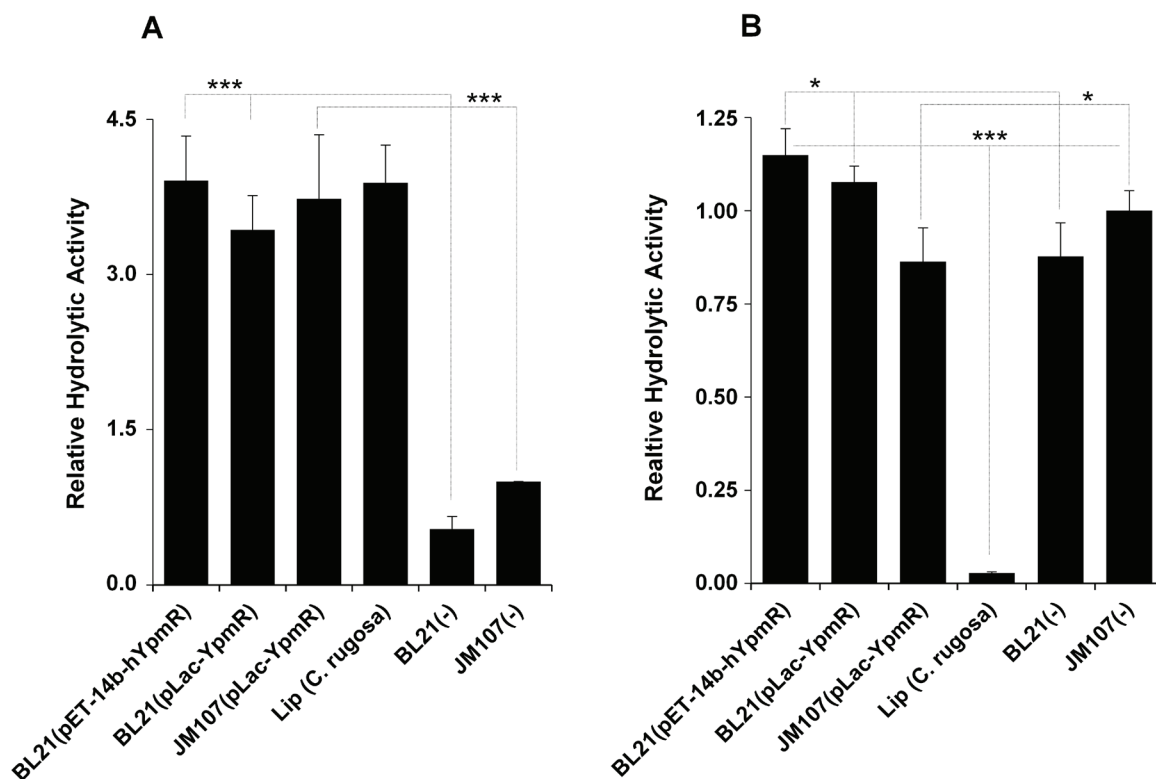 A
***
***
4.5
3.0
1.5
0.0
Relative Hydrolytic Activity
BL21(pET-14b-hYpmR)
BL21(pLac-YpmR)
JM107(pLac-YpmR)
Lip (C. rugosa)
BL21(-)
JM107(-)
B
*
*
***
1.25
1.00
0.75
0.50
0.25
0.00
Realtive Hydrolytic Activity
BL21(pET-14b-hYpmR)
BL21(pLac-YpmR)
JM107(pLac-YpmR)
Lip (C. rugosa)
BL21(-)
JM107(-)